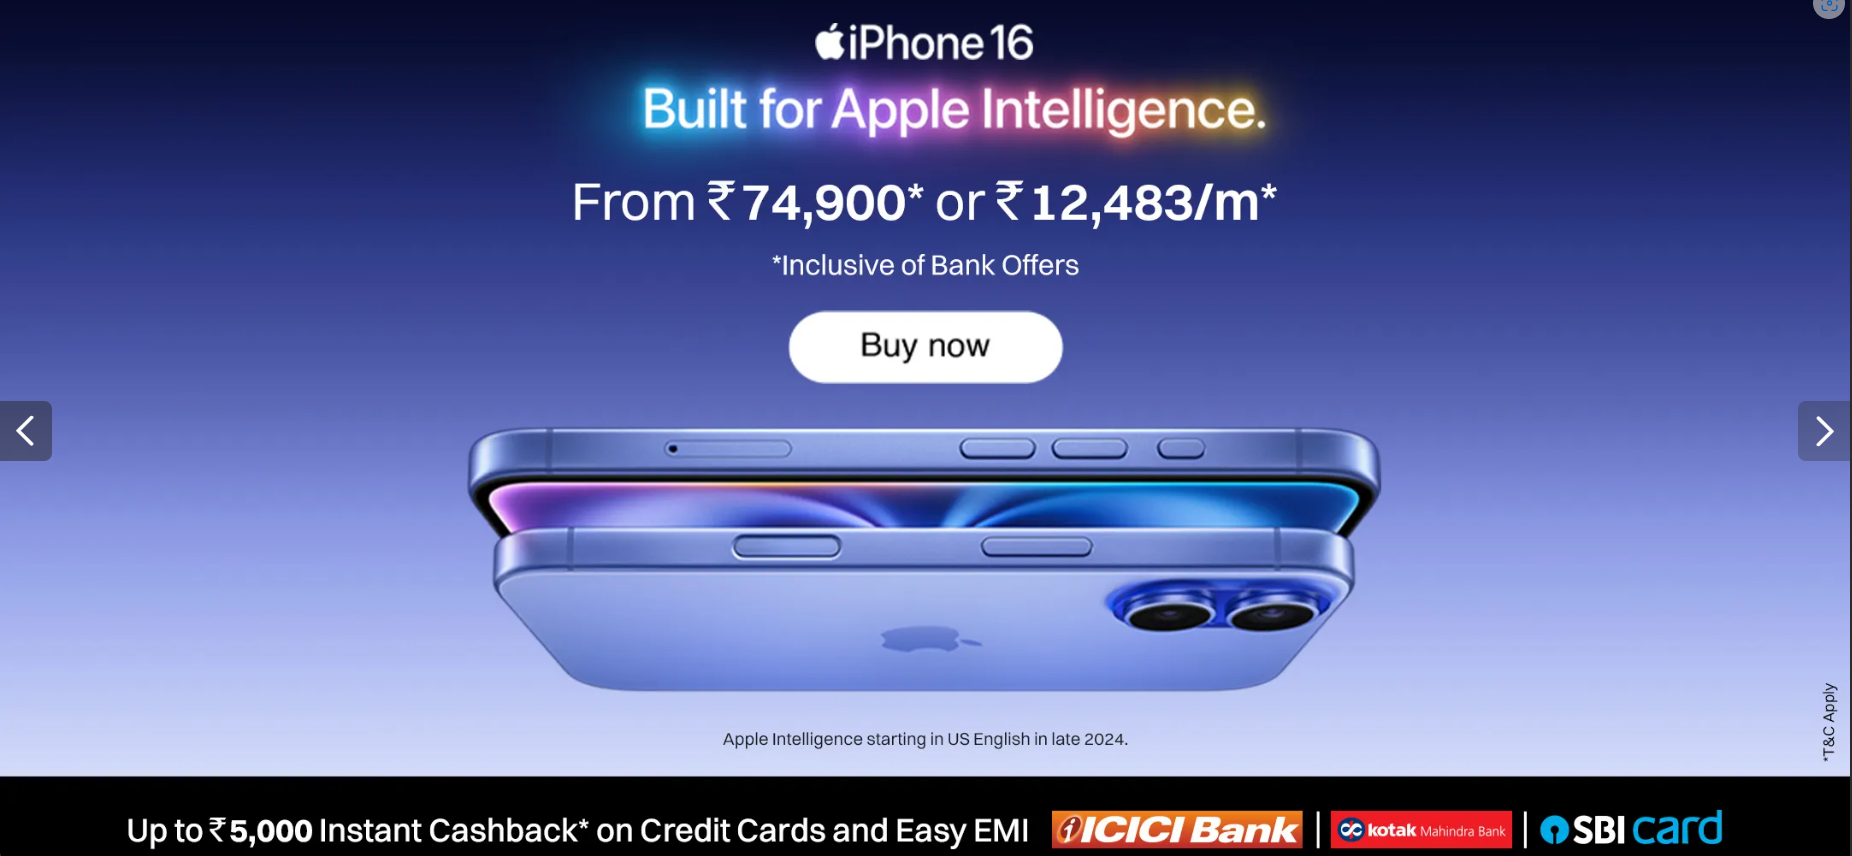 iPhone 16
Built for Apple Intelligence.
From ₹74,900* or ₹12,483/m*
*Inclusive of Bank Offers
Buy now
Apple Intelligence starting in US English in late 2024.
*T&C Apply
Up to ₹5,000 Instant Cashback* on Credit Cards and Easy EMI ICICI Bank | kotak Mahindra Bank | SBI card